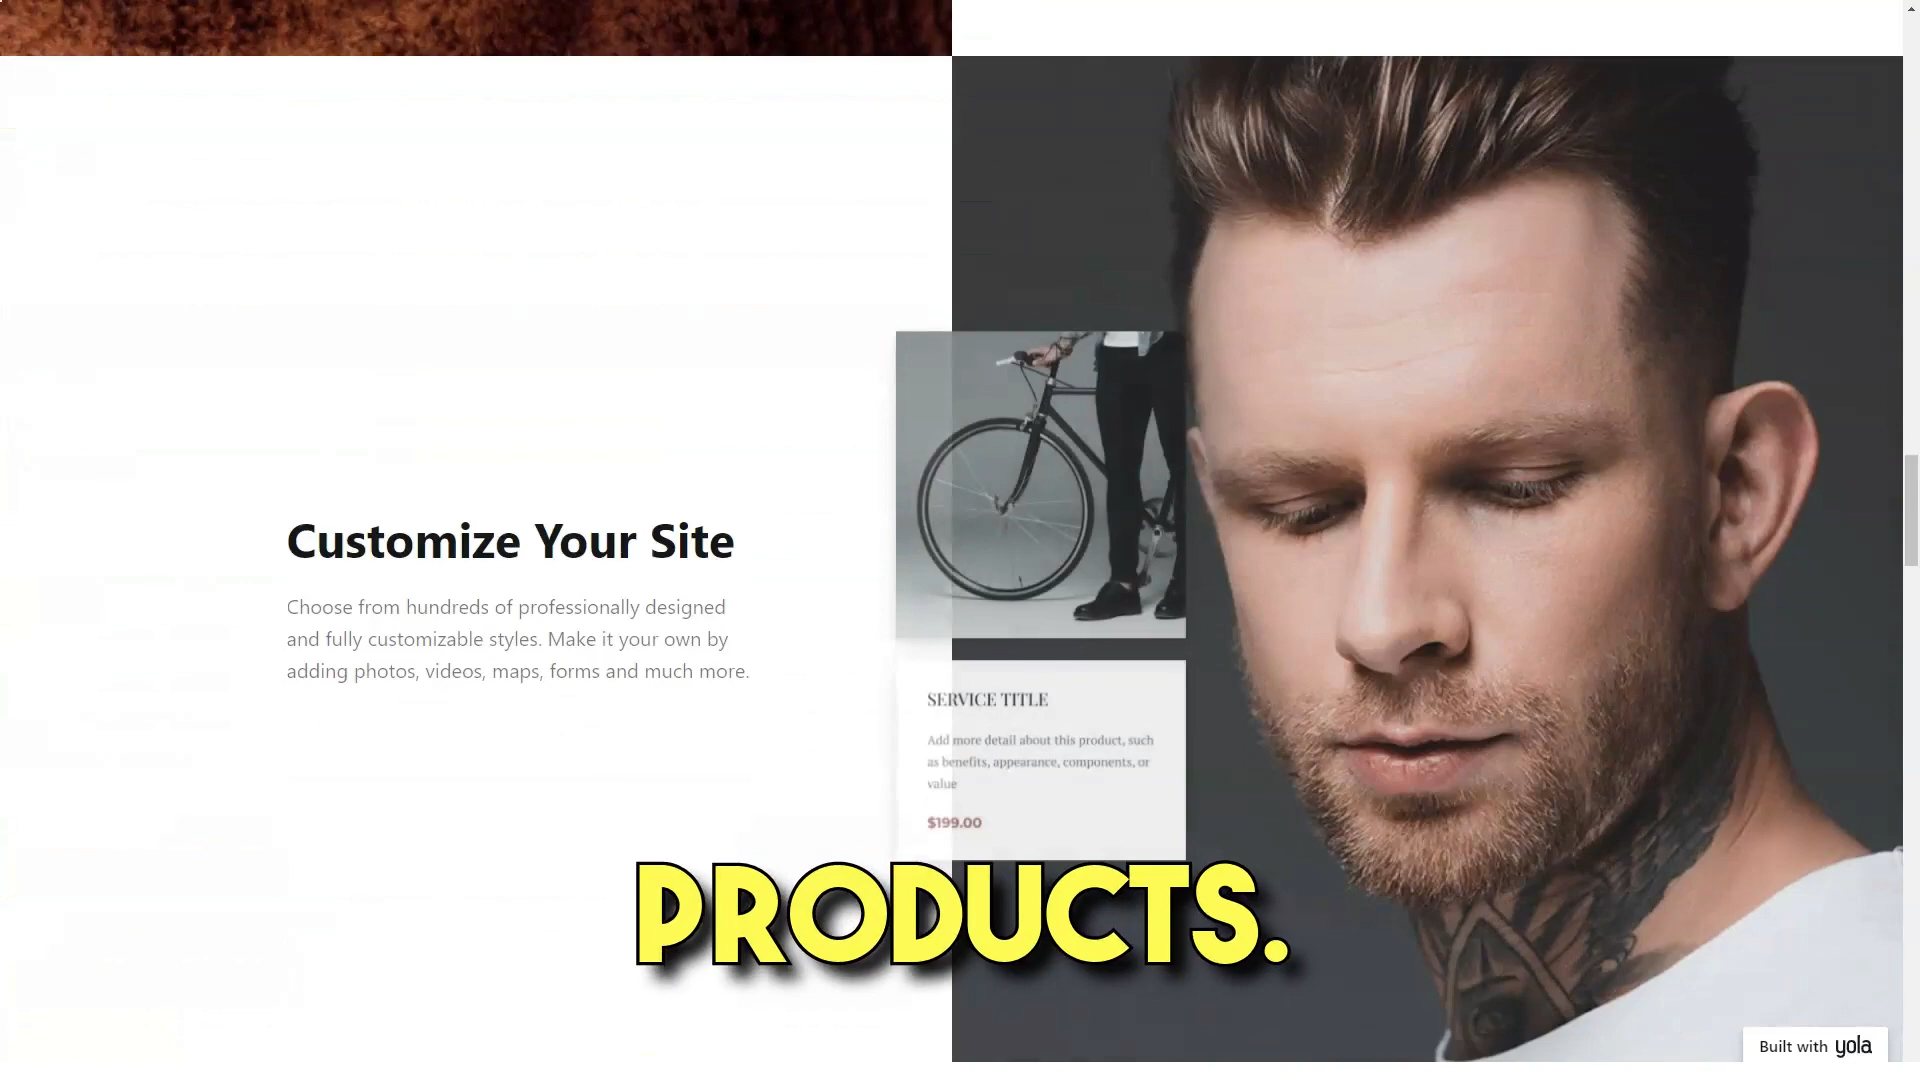 Customize Your Site
Choose from hundreds of professionally designed
and fully customizable styles. Make it your own by
adding photos, videos, maps, forms and much more.
SERVICE TITLE
Add more detail about this product, such
as benefits, appearance, components, or
value
$199.00
PRODUCTS.
Built with yola